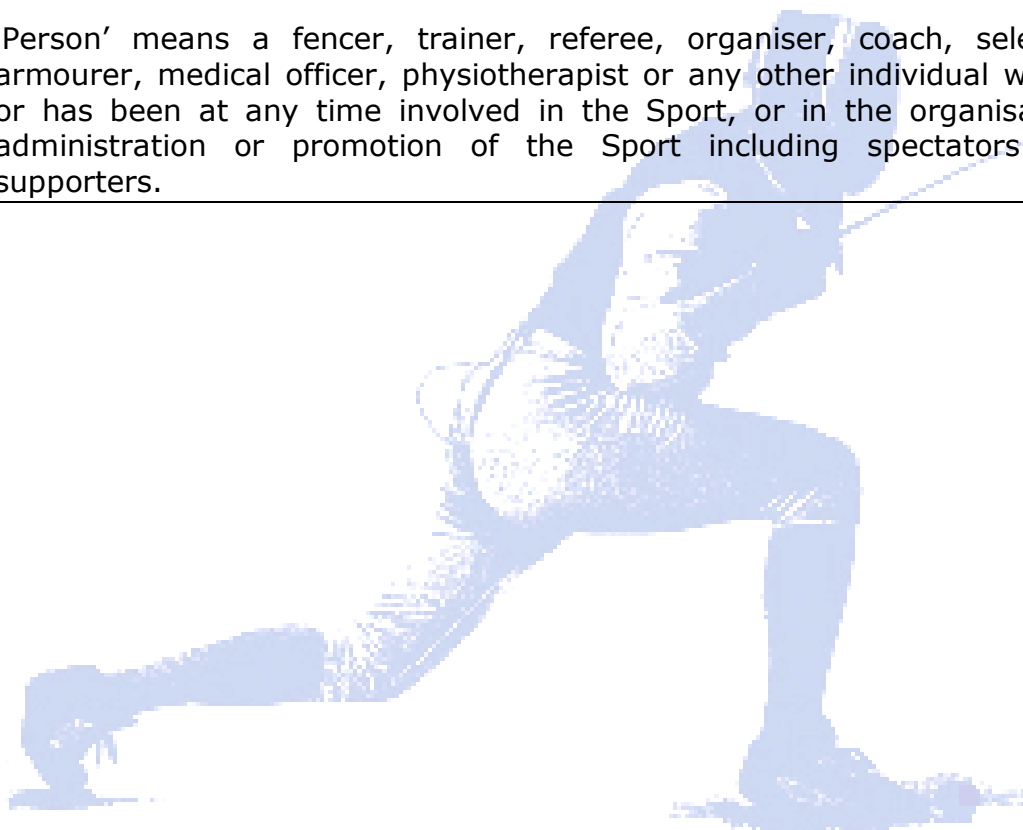 Person’ means a fencer, trainer, referee, organiser, coach, sele
armourer, medical officer, physiotherapist or any other individual w
or has been at any time involved in the Sport, or in the organisa
administration or promotion of the Sport including spectators
supporters.